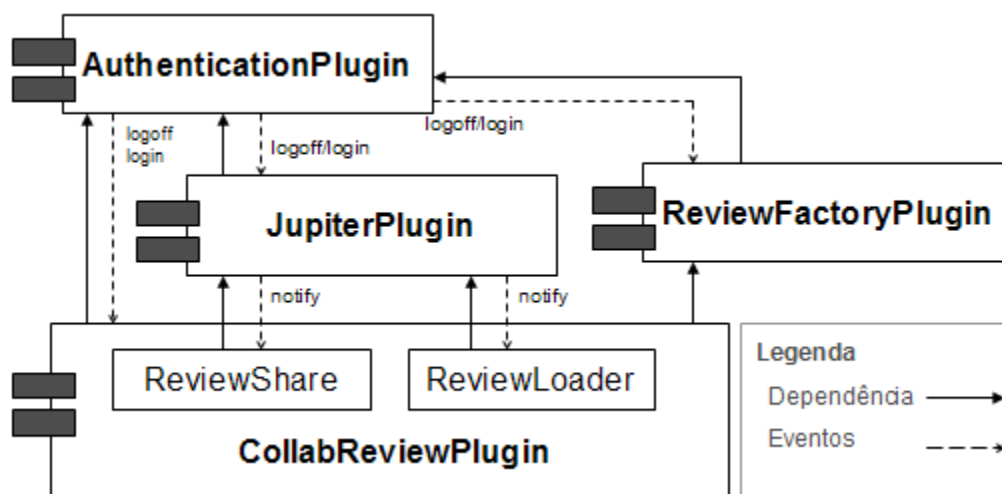 AuthenticationPlugin
logoff
login
logoff/login
logoff/login
JupiterPlugin
ReviewFactoryPlugin
notify
notify
ReviewShare
ReviewLoader
CollabReviewPlugin
Legenda
Dependência
Eventos